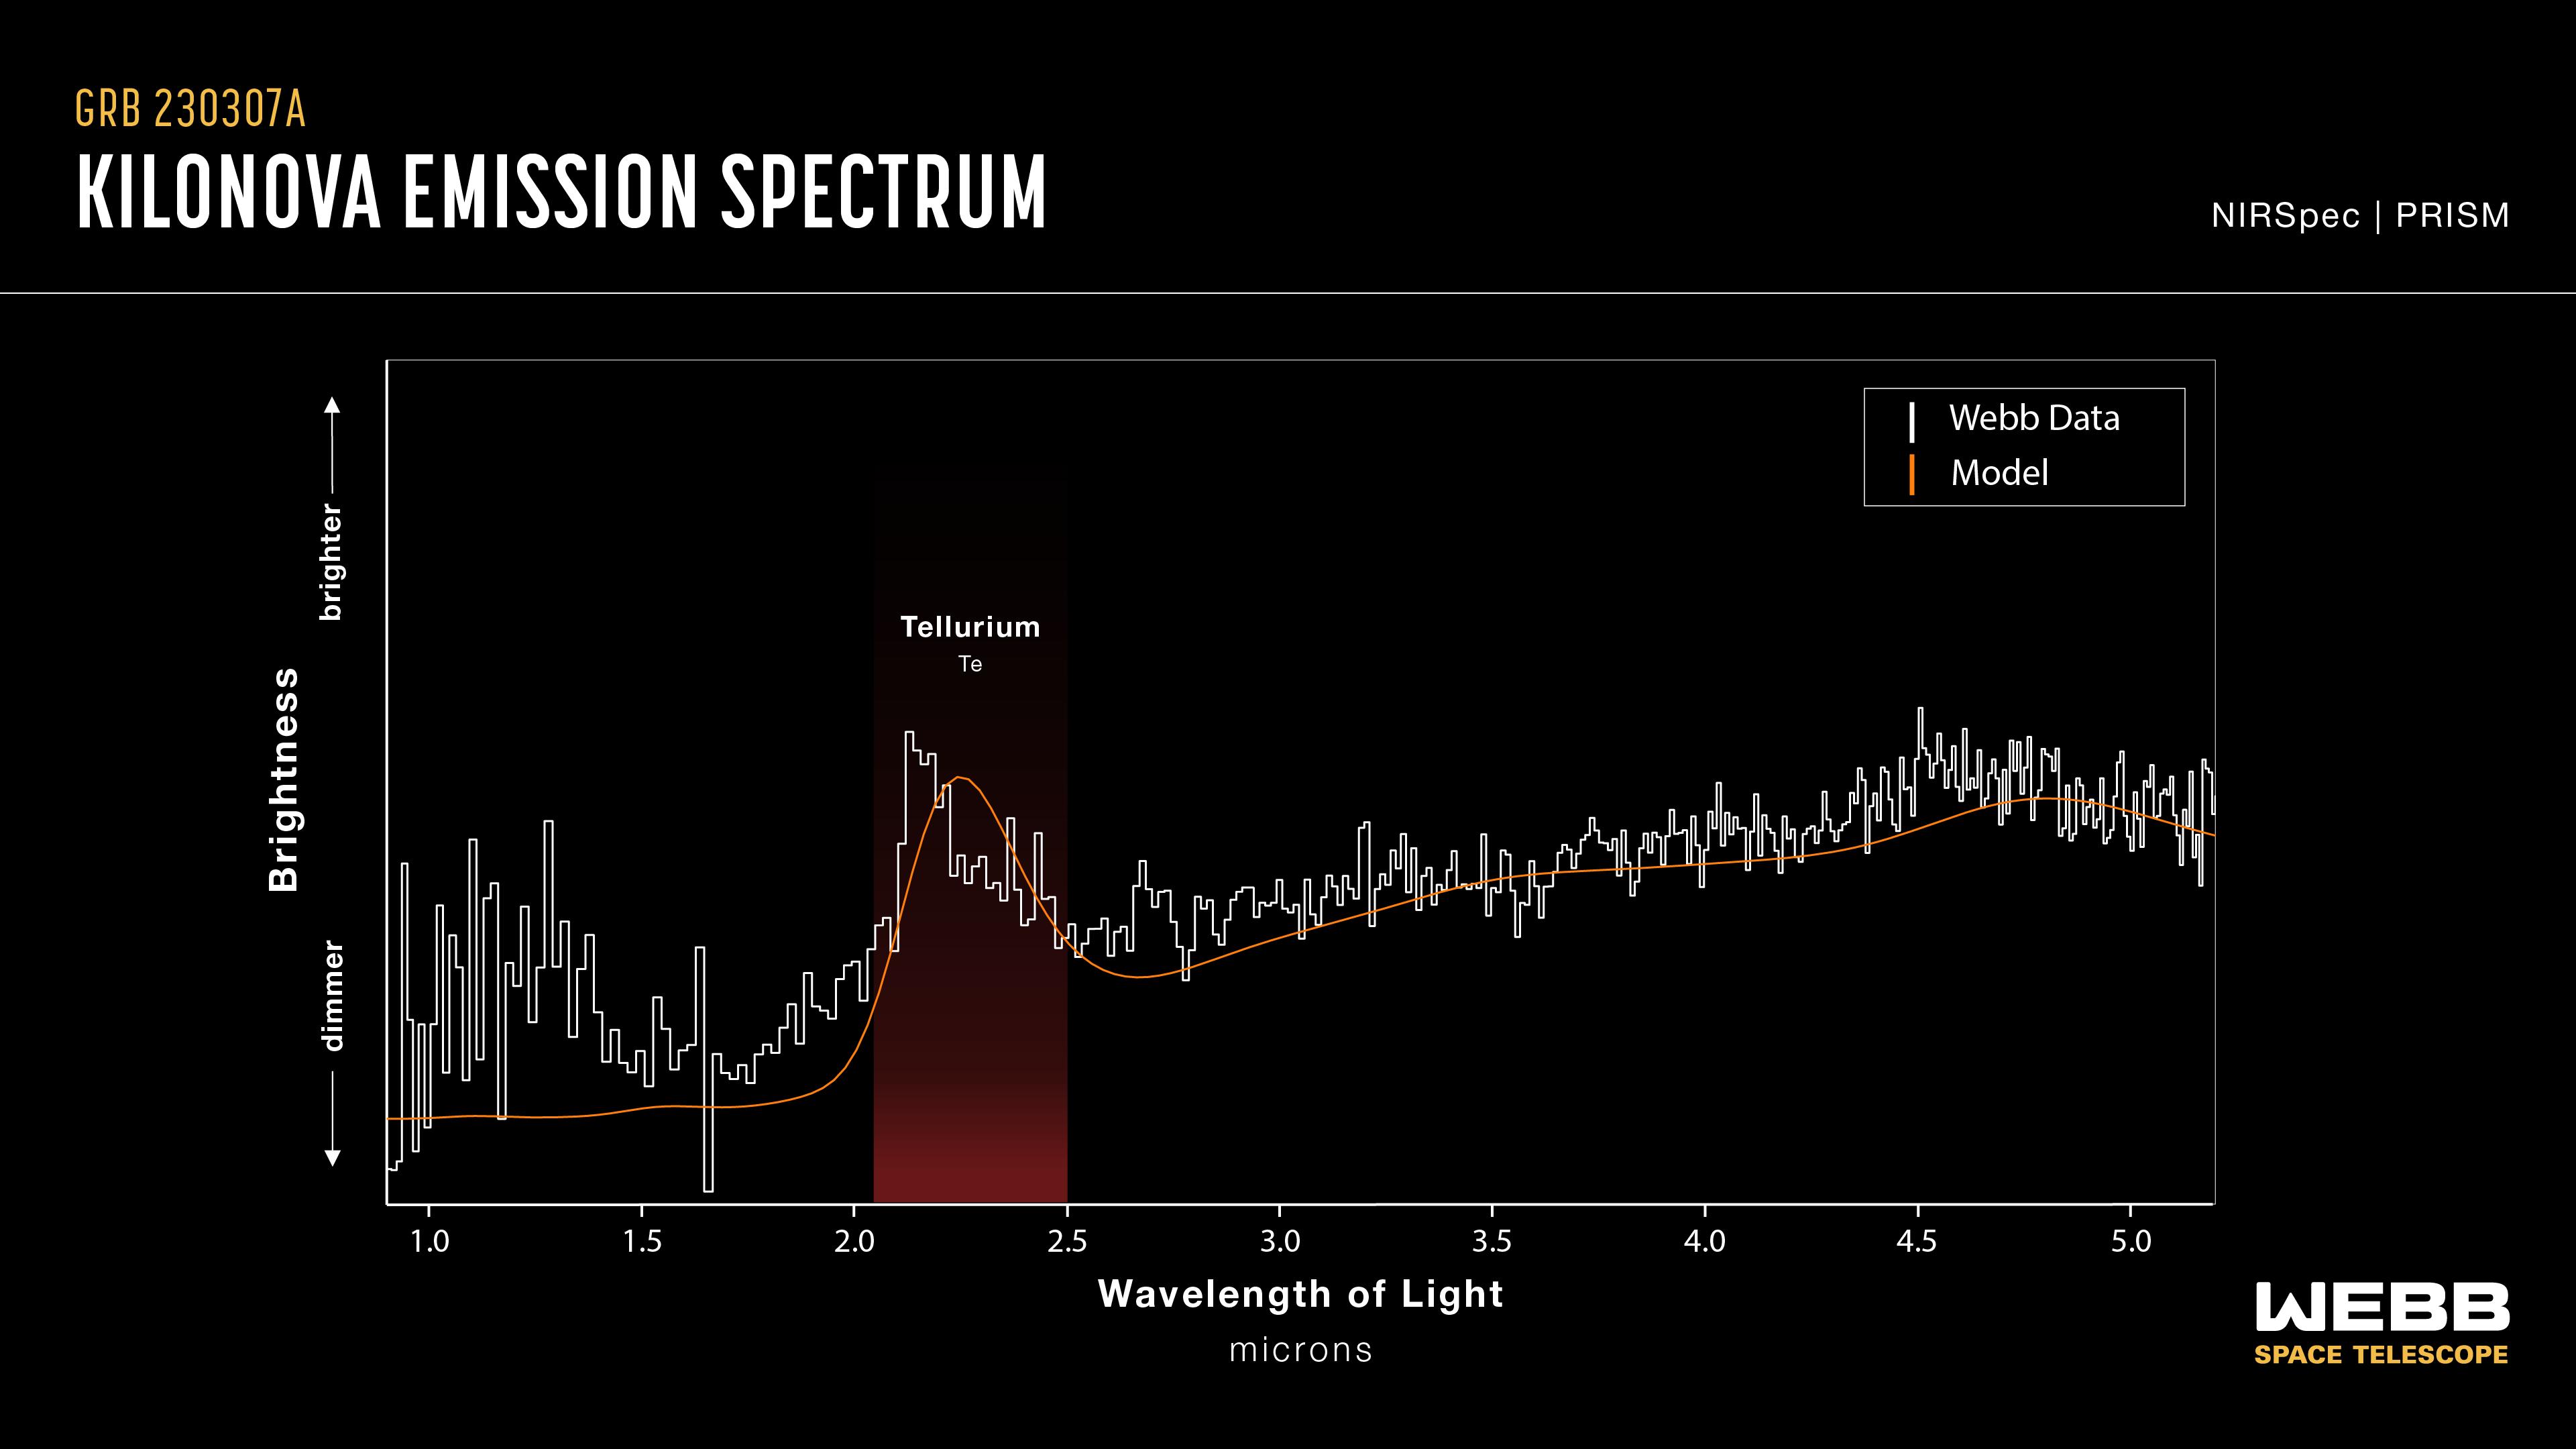 GRB 230307A
KILONOVA EMISSION SPECTRUM
NIRSpec | PRISM
Webb Data
Model
brighter
Brightness
dimmer
Tellurium
Te
1.0 1.5 2.0 2.5 3.0 3.5 4.0 4.5 5.0
Wavelength of Light
microns
WEBB
SPACE TELESCOPE